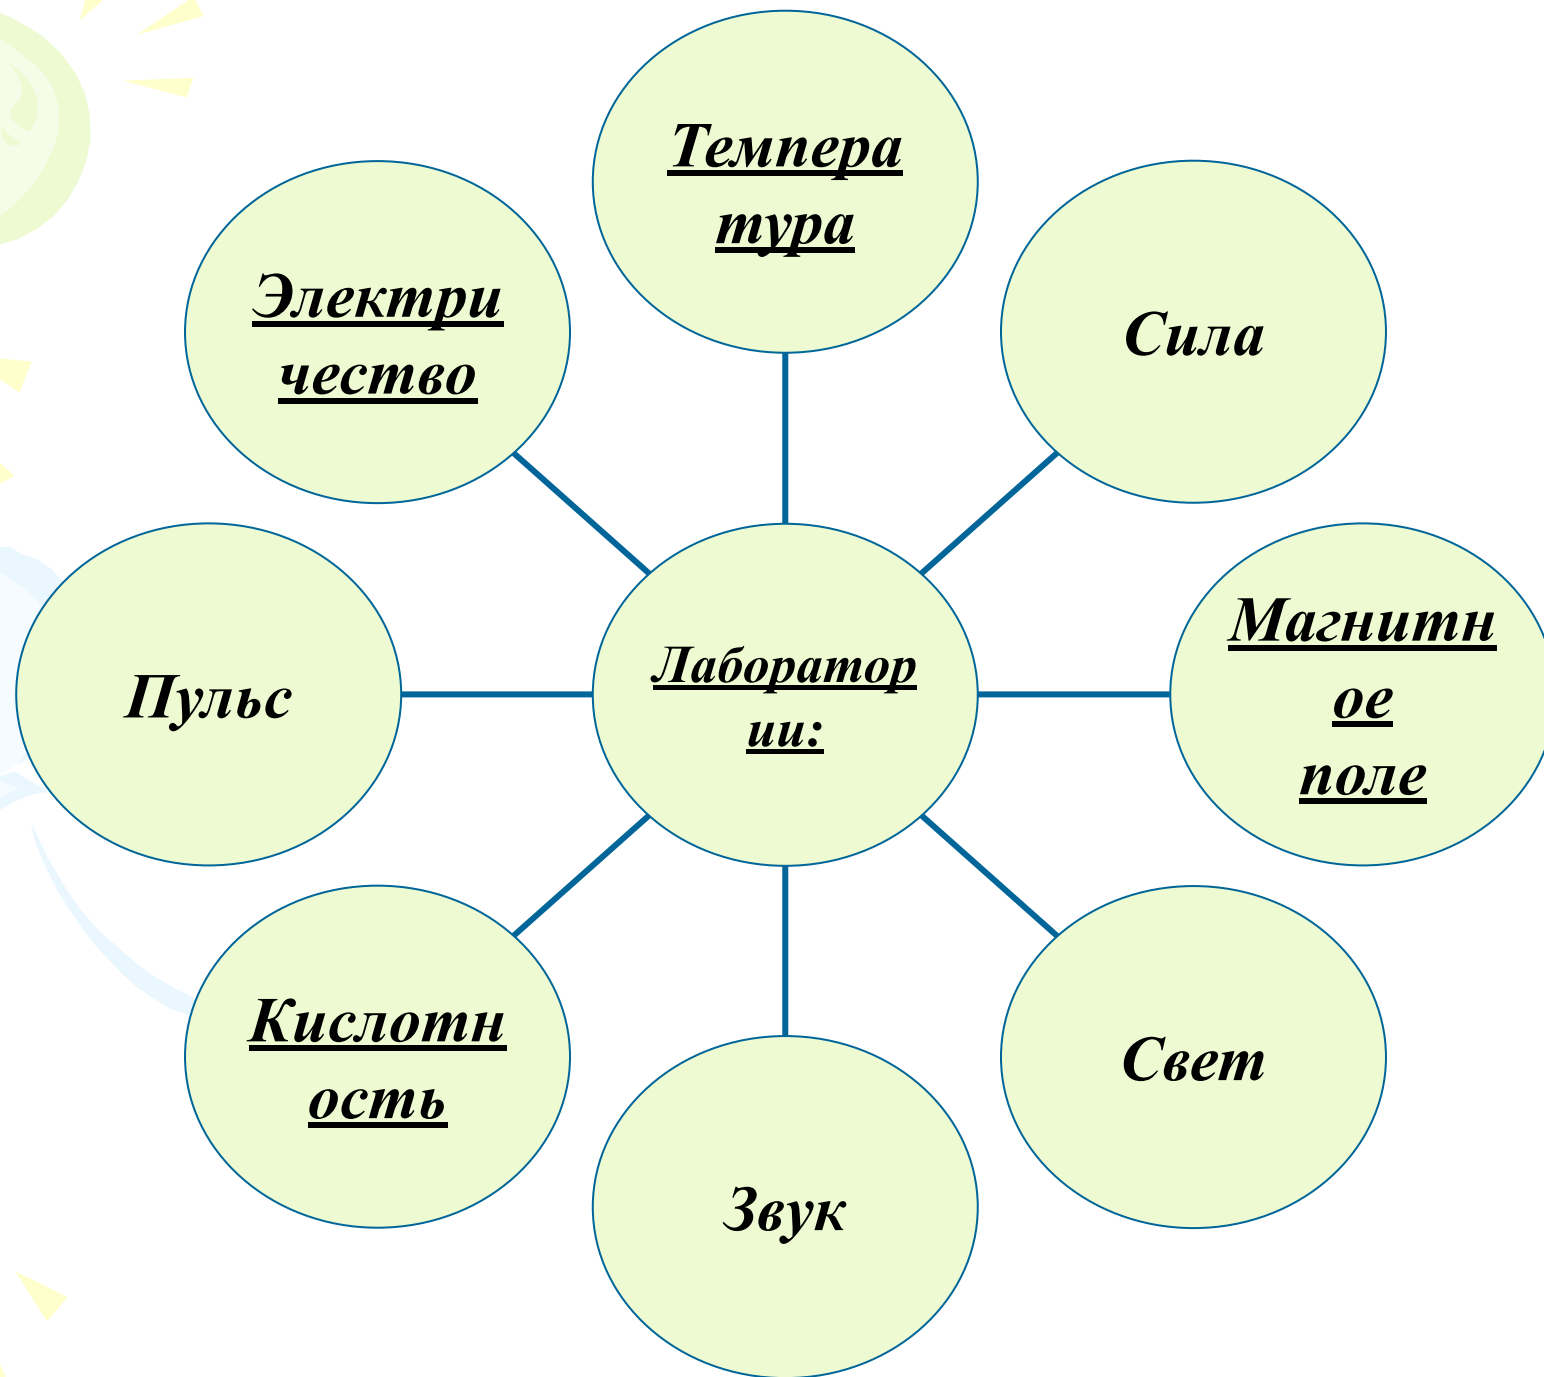 Темпера
тура
Сила
Магнитн
ое
поле
Свет
Звук
Кислотн
ость
Пульс
Электри
чество
Лаборатор
ии: